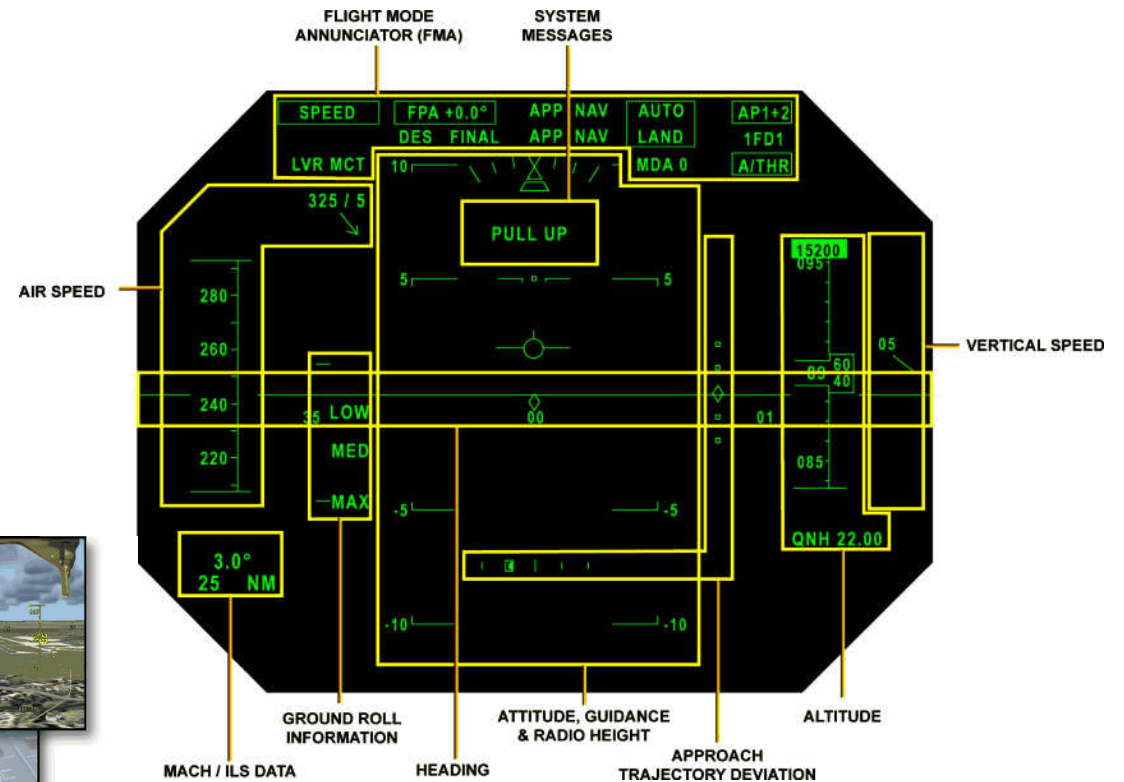 FLIGHT MODE
ANNUNCIATOR (FMA)
SYSTEM
MESSAGES
SPEED FPA +0.0° APP NAV AUTO AP1+2
DES FINAL APP NAV LAND 1FD1
LVR MCT MDA 0 A/THR
10
325 / 5
PULL UP
15200
095
5 5
AIR SPEED
280
260
240
220
05
VERTICAL SPEED
09
60
40
35 LOW
00
01
MED
MAX
085
-5 -5
QNH 22.00
3.0°
25 NM
-10 -10
GROUND ROLL
INFORMATION
ATTITUDE, GUIDANCE
& RADIO HEIGHT
ALTITUDE
MACH / ILS DATA
HEADING
APPROACH
TRAJECTORY DEVIATION